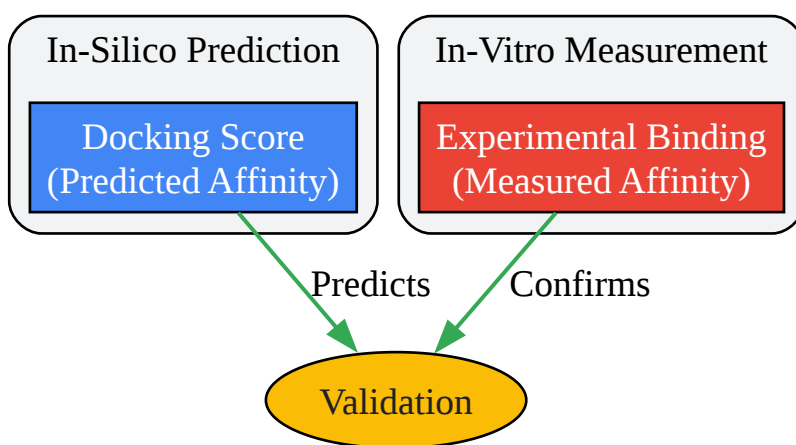 In-Silico Prediction
Docking Score
(Predicted Affinity)
In-Vitro Measurement
Experimental Binding
(Measured Affinity)
Predicts
Confirms
Validation